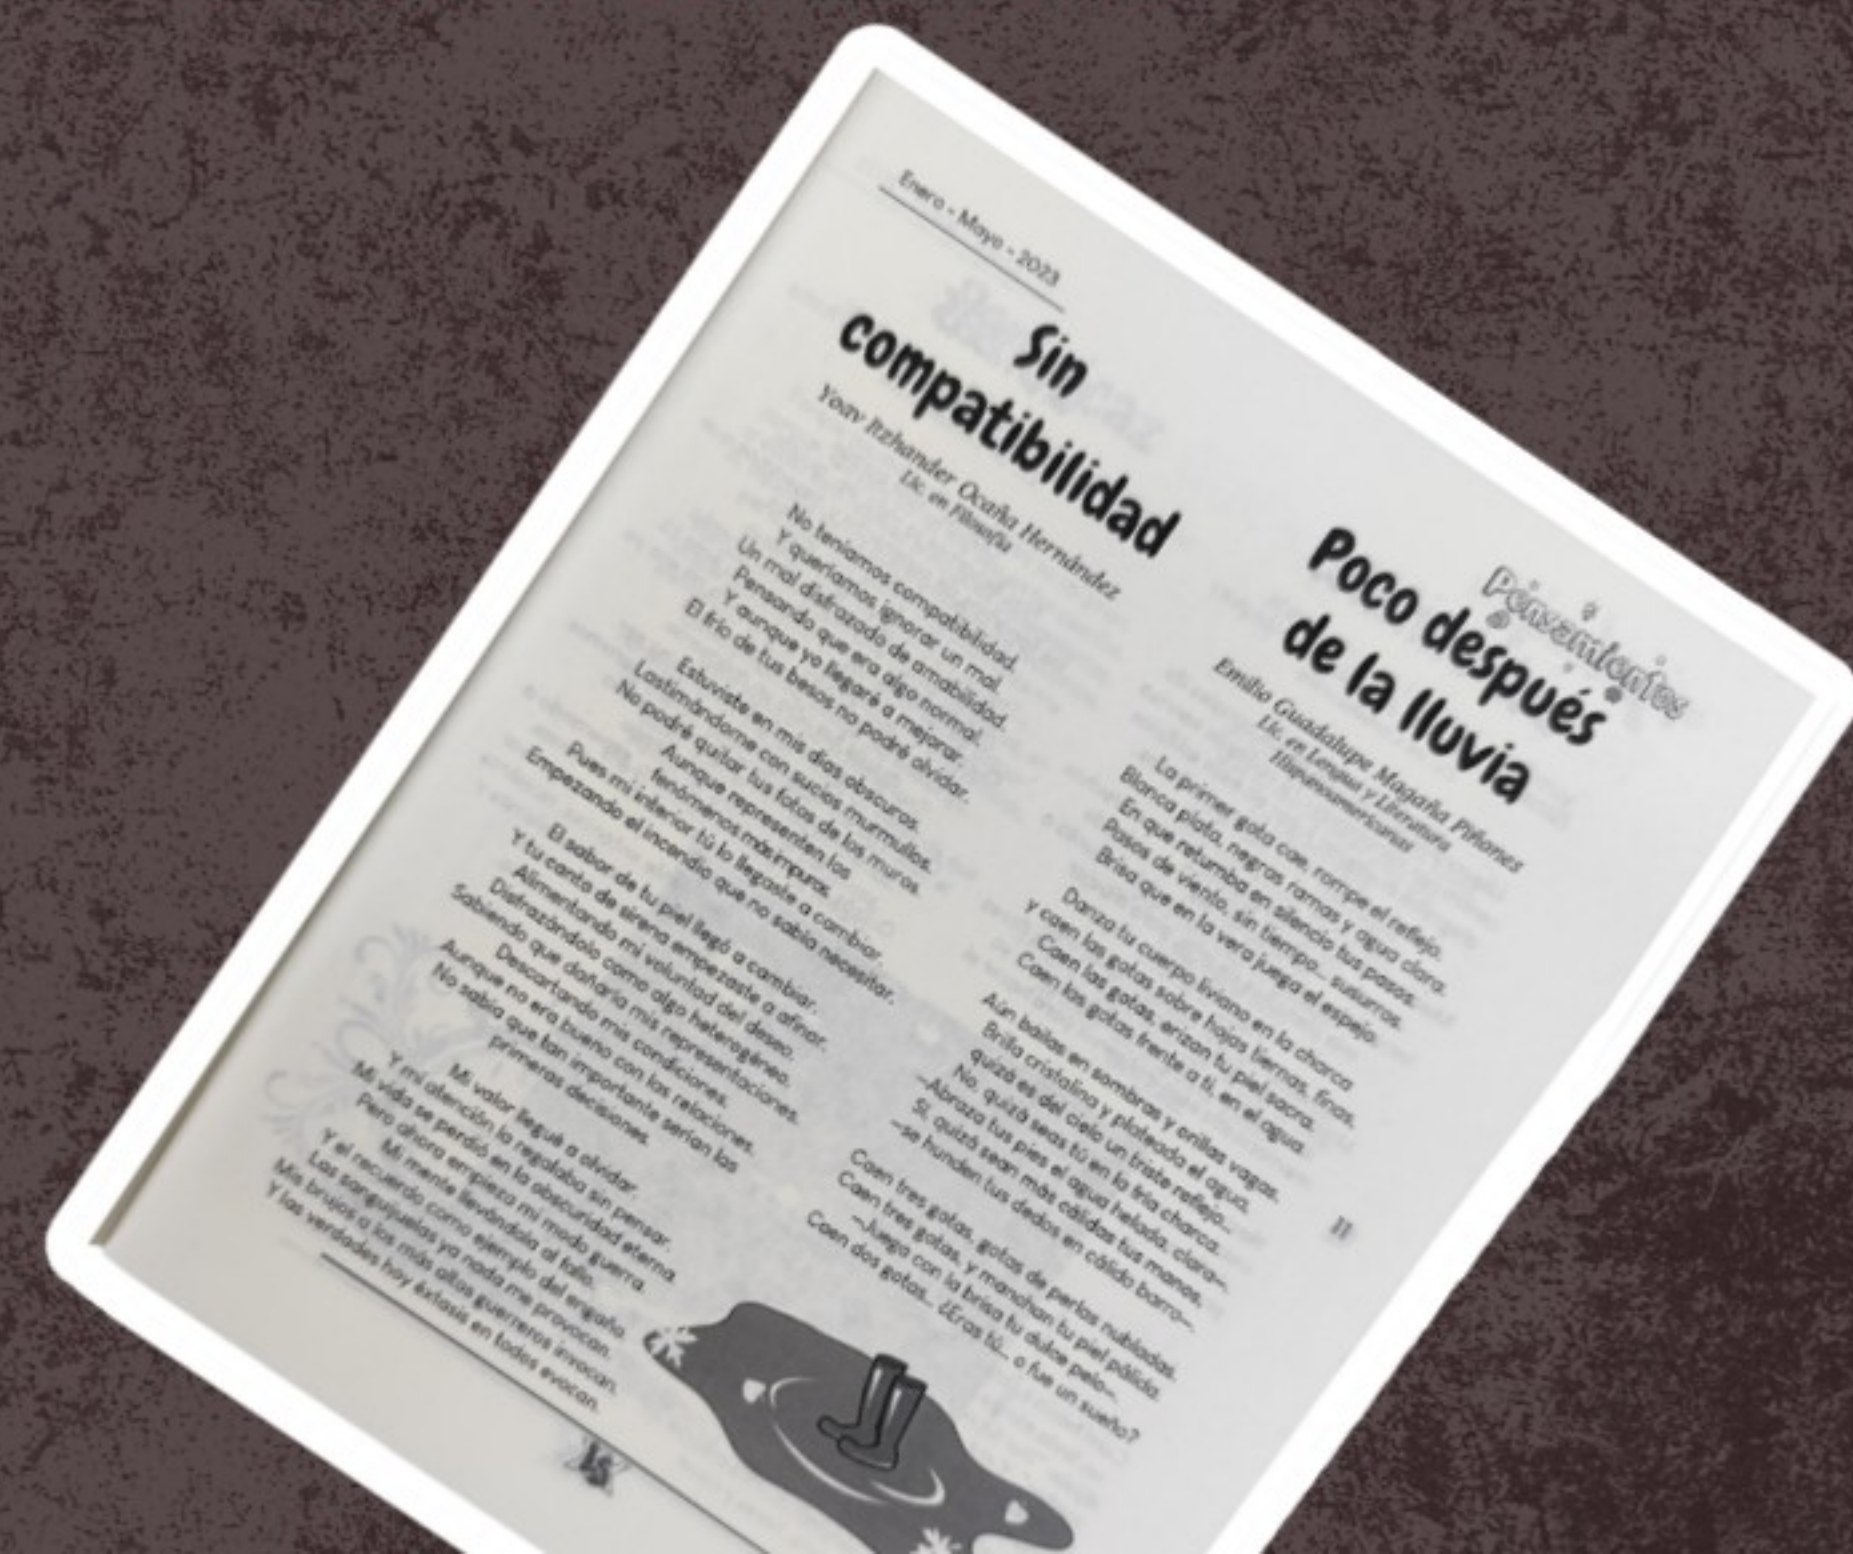 Enero - Mayo - 2023
Sin
compatibilidad
Yoav Itzhander Ocaña Hernández
Lic. en Filosofía
No teníamos compatibilidad.
Y queríamos ignorar un mal.
Un mal disfrazado de amabilidad.
Pensando que era algo normal.
Y aunque yo llegaré a mejorar.
El frío de tus besos no podré olvidar.
Estuviste en mis días obscuros.
Lastimándome con sucios murmullos.
No podré quitar tus fotos de los muros.
Aunque representen los
fenómenos más impuros.
Pues mi interior tú lo llegaste a cambiar.
Empezando el incendio que no sabía necesitar.
El sabor de tu piel llegó a cambiar.
Y tu canto de sirena empezaste a afinar.
Alimentando mi voluntad del deseo.
Disfrazándolo como algo heterogéneo.
Sabiendo que dañaría mis representaciones.
Descartando mis condiciones.
Aunque no era bueno con las relaciones.
No sabía que tan importante serían las
primeras decisiones.
Mi valor llegué a olvidar.
Y mi atención la regalaba sin pensar.
Mi vida se perdió en la obscuridad eterna.
Pero ahora empieza mi modo guerra.
Mi mente llevándola al fallo.
Y el recuerdo como ejemplo del engaño.
Las sanguijuelas ya nada me provocan.
Mis brujas a los más altos guerreros invocan.
Y las verdades hoy éxtasis en todos evocan.
51
Pensamientos
Poco después
de la lluvia
Emilio Guadalupe Magaña Piñones
Lic. en Lengua y Literatura
Hispanoamericanas
La primer gota cae, rompe el reflejo.
Blanca plata, negras ramas y agua clara.
En que retumba en silencio tus pasos.
Pasos de viento, sin tiempo... susurros.
Brisa que en la vera juega el espejo.
Danza tu cuerpo liviano en la charca
y caen las gotas sobre hojas tiernas, finas.
Caen las gotas, erizan tu piel sacra.
Caen las gotas frente a ti, en el agua.
Aún bailas en sombras y orillas vagas.
Brilla cristalina y plateada el agua,
quizá es del cielo un triste reflejo...
No, quizá seas tú en la fría charca.
—Abraza tus pies el agua helada, clara—.
Sí, quizá sean más cálidas tus manos.
—se hunden tus dedos en cálido barro—.
Caen tres gotas, gotas de perlas nubladas.
Caen tres gotas, y manchan tu piel pálida.
—Juega con la brisa tu dulce pelo—.
Caen dos gotas... ¿Eras tú... o fue un sueño?